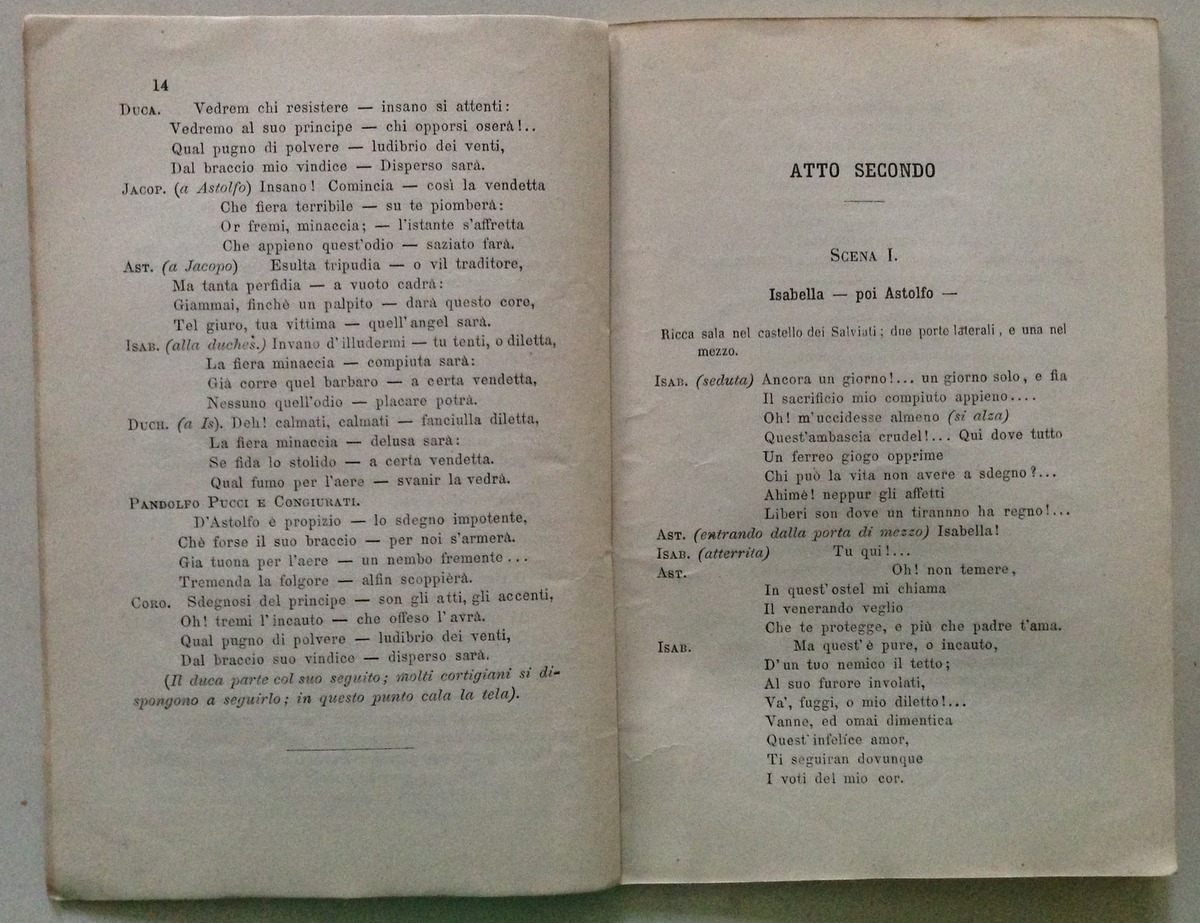 14
DUCA. Vedrem chi resistere — insano si attenti:
Vedremo al suo principe — chi opporsi oserà!..
Qual pugno di polvere — ludibrio dei venti,
Dal braccio mio vindice — Disperso sarà.
JACOP. (a Astolfo) Insano! Comincia — così la vendetta
Che fiera terribile — su te piomberà:
Or fremi, minaccia; — l'istante s'affretta
Che appieno quest'odio — saziato farà.
AST. (a Jacopo) Esulta tripudia — o vil traditore,
Ma tanta perfidia — a vuoto cadrà:
Giammai, finchè un palpito — darà questo core,
Tel giuro, tua vittima — quell'angel sarà.
ISAB. (alla duches.) Invano d'illudermi — tu tenti, o diletta,
La fiera minaccia — compiuta sarà:
Già corre quel barbaro — a certa vendetta,
Nessuno quell'odio — placare potrà.
DUCH. (a Is). Deh! calmati, calmati — fanciulla diletta,
La fiera minaccia — delusa sarà:
Se fida lo stolido — a certa vendetta.
Qual fumo per l'aere — svanir la vedrà.
PANDOLFO PUCCI E CONGIURATI.
D'Astolfo è propizio — lo sdegno impotente,
Chè forse il suo braccio — per noi s'armerà.
Gia tuona per l'aere — un nembo fremente...
Tremenda la folgore — alfin scoppièrà.
CORO. Sdegnosi del principe — son gli atti, gli accenti,
Oh! tremi l'incauto — che offeso l'avrà.
Qual pugno di polvere — ludibrio dei venti,
Dal braccio suo vindice — disperso sarà.
(Il duca parte col suo seguito; molti cortigiani si di-
spongono a seguirlo; in questo punto cala la tela).
ATTO SECONDO
SCENA I.
Isabella — poi Astolfo —
Ricca sala nel castello dei Salviati; due porte laterali, e una nel
mezzo.
ISAB. (seduta) Ancora un giorno!... un giorno solo, e fia
Il sacrificio mio compiuto appieno....
Oh! m'uccidesse almeno (si alza)
Quest'ambascia crudel!... Qui dove tutto
Un ferreo giogo opprime
Chi può la vita non avere a sdegno?...
Ahimè! neppur gli affetti
Liberi son dove un tirannno ha regno!...
AST. (entrando dalla porta di mezzo) Isabella!
ISAB. (atterrita) Tu qui!...
AST. Oh! non temere,
In quest'ostel mi chiama
Il venerando veglio
Che te protegge, e più che padre t'ama.
ISAB. Ma quest'è pure, o incauto,
D'un tuo nemico il tetto;
Al suo furore involati,
Va', fuggi, o mio diletto!...
Vanne, ed omai dimentica
Quest'infelice amor,
Ti seguiran dovunque
I voti del mio cor.